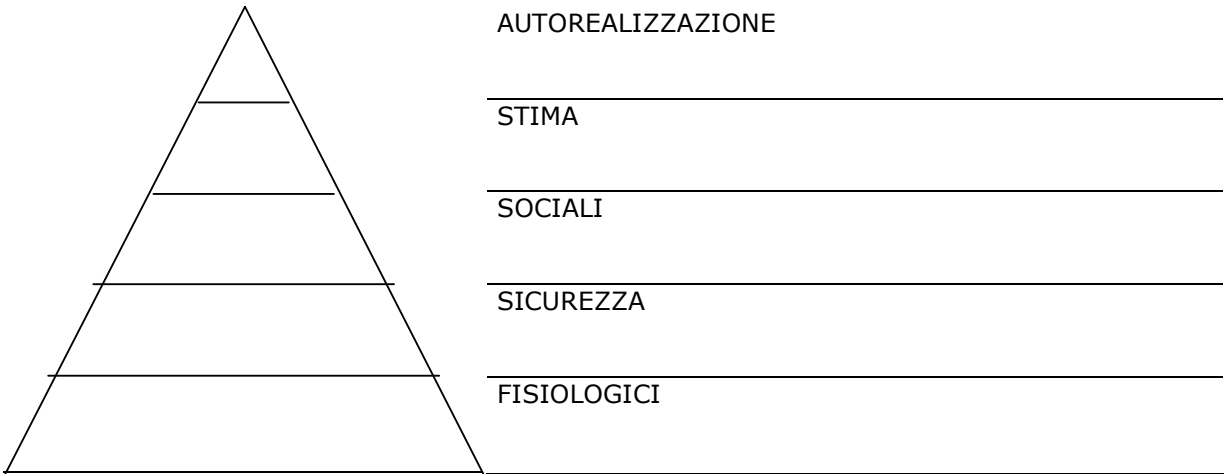 AUTOREALIZZAZIONE
STIMA
SOCIALI
SICUREZZA
FISIOLOGICI